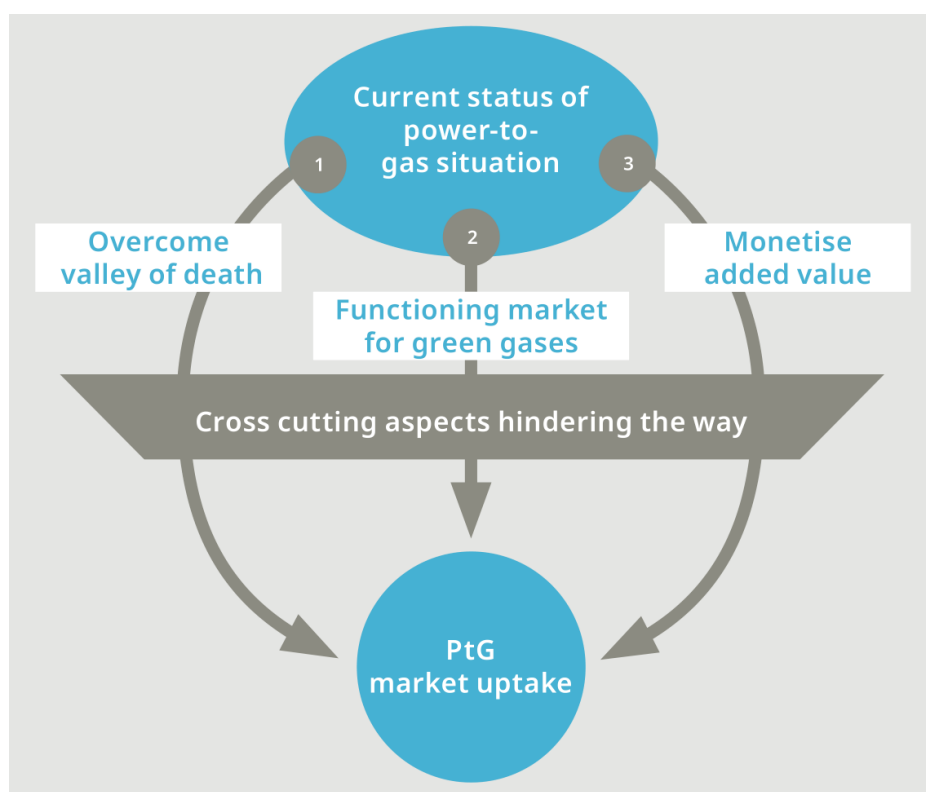 Current status of
power-to-
gas situation
1
3
2
Overcome
valley of death
Monetise
added value
Functioning market
for green gases
Cross cutting aspects hindering the way
PtG
market uptake